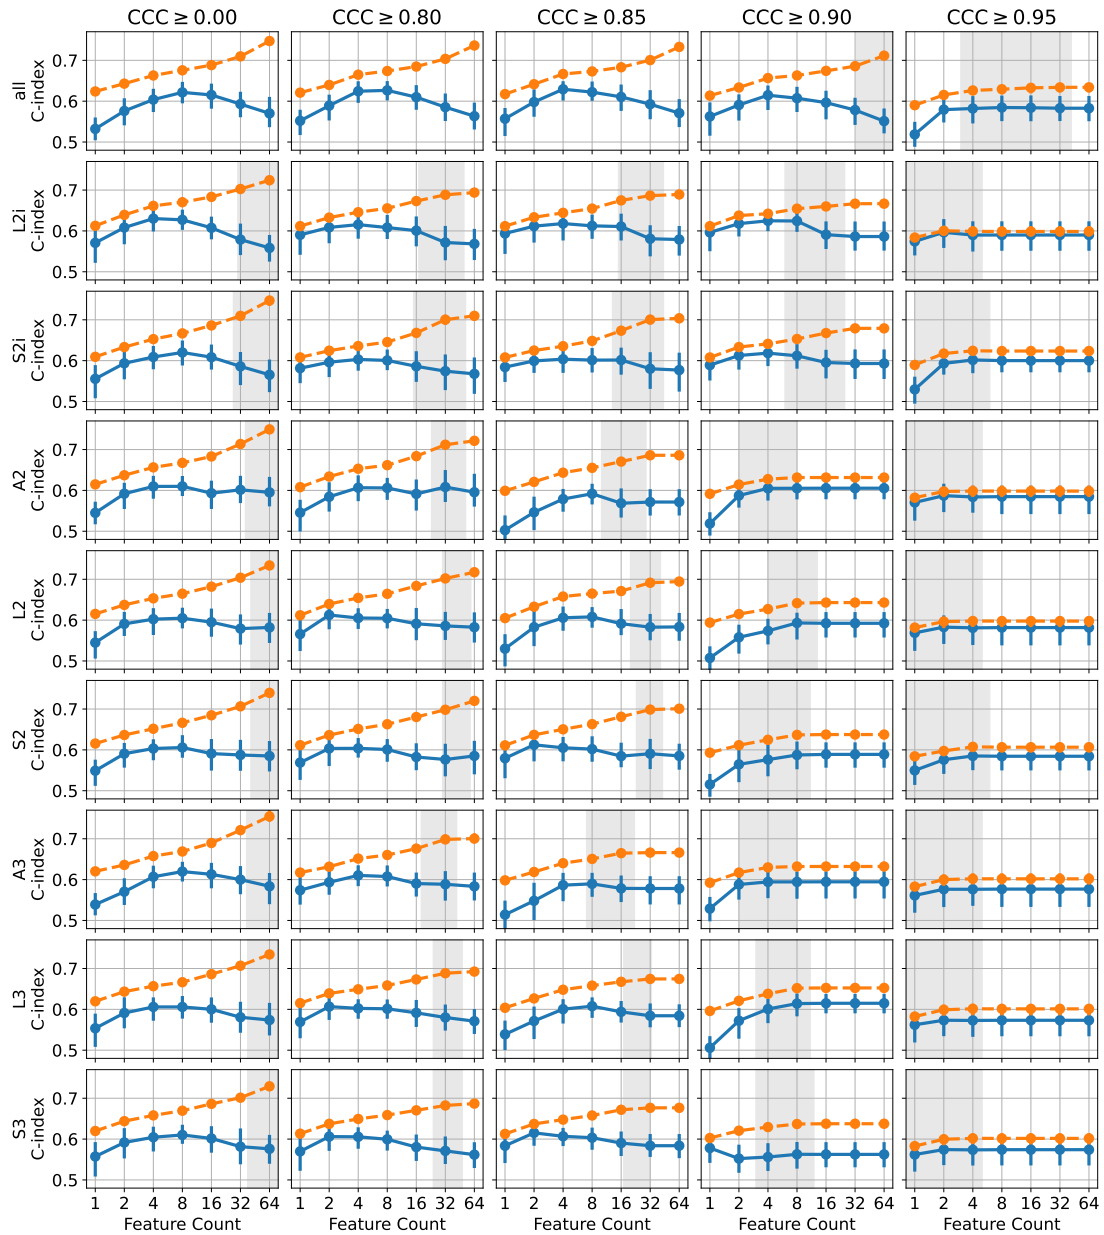 CCC ≥ 0.00 CCC ≥ 0.80 CCC ≥ 0.85 CCC ≥ 0.90 CCC ≥ 0.95
all
C-index
0.7
0.6
0.5
L2i
C-index
0.7
0.6
0.5
S2i
C-index
0.7
0.6
0.5
A2
C-index
0.7
0.6
0.5
L2
C-index
0.7
0.6
0.5
S2
C-index
0.7
0.6
0.5
A3
C-index
0.7
0.6
0.5
L3
C-index
0.7
0.6
0.5
S3
C-index
0.7
0.6
0.5
1 2 4 8 16 32 64 1 2 4 8 16 32 64 1 2 4 8 16 32 64 1 2 4 8 16 32 64 1 2 4 8 16 32 64
Feature Count Feature Count Feature Count Feature Count Feature Count